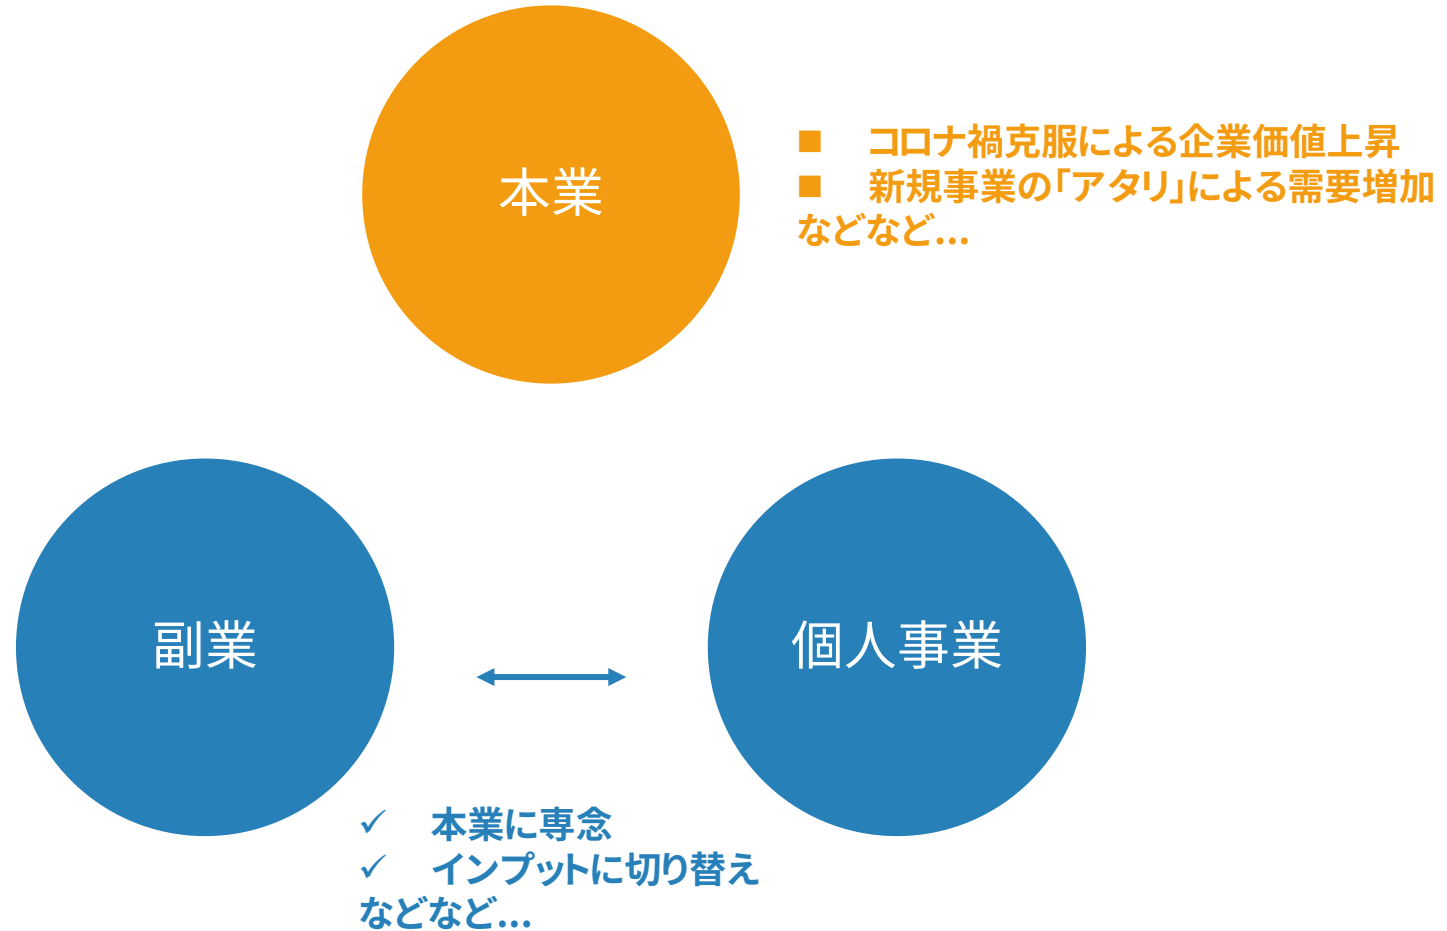 本業
■ コロナ禍克服による企業価値上昇
■ 新規事業の「アタリ」による需要増加
などなど…
副業
個人事業
✓ 本業に専念
✓ インプットに切り替え
などなど…